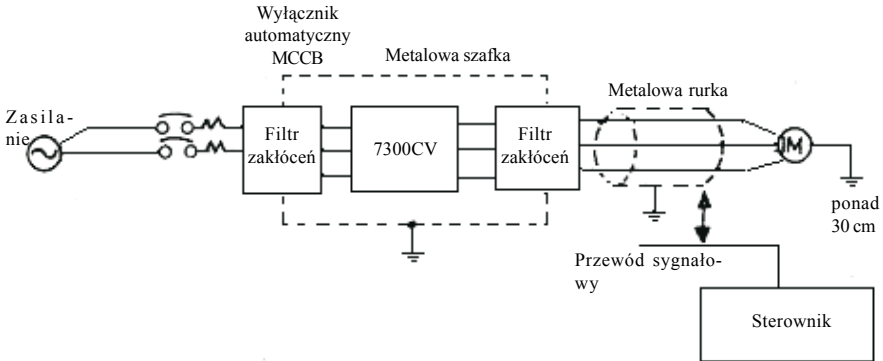 Wyłącznik
automatyczny
MCCB
Metalowa szafka
Metalowa rurka
Zasila-
nie
Filtr
zakłóceń
7300CV
Filtr
zakłóceń
IM
ponad
30 cm
Przewód sygnało-
wy
Sterownik